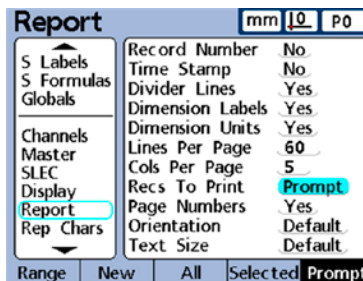 Report mm 10 P0
S Labels
S Formulas
Globals
Channels
Master
SLEC
Display
Report
Rep Chars
Record Number No
Time Stamp No
Divider Lines Yes
Dimension Labels Yes
Dimension Units Yes
Lines Per Page 60
Cols Per Page 5
Recs To Print Prompt
Page Numbers Yes
Orientation Default
Text Size Default
Range New All Selected Prompt